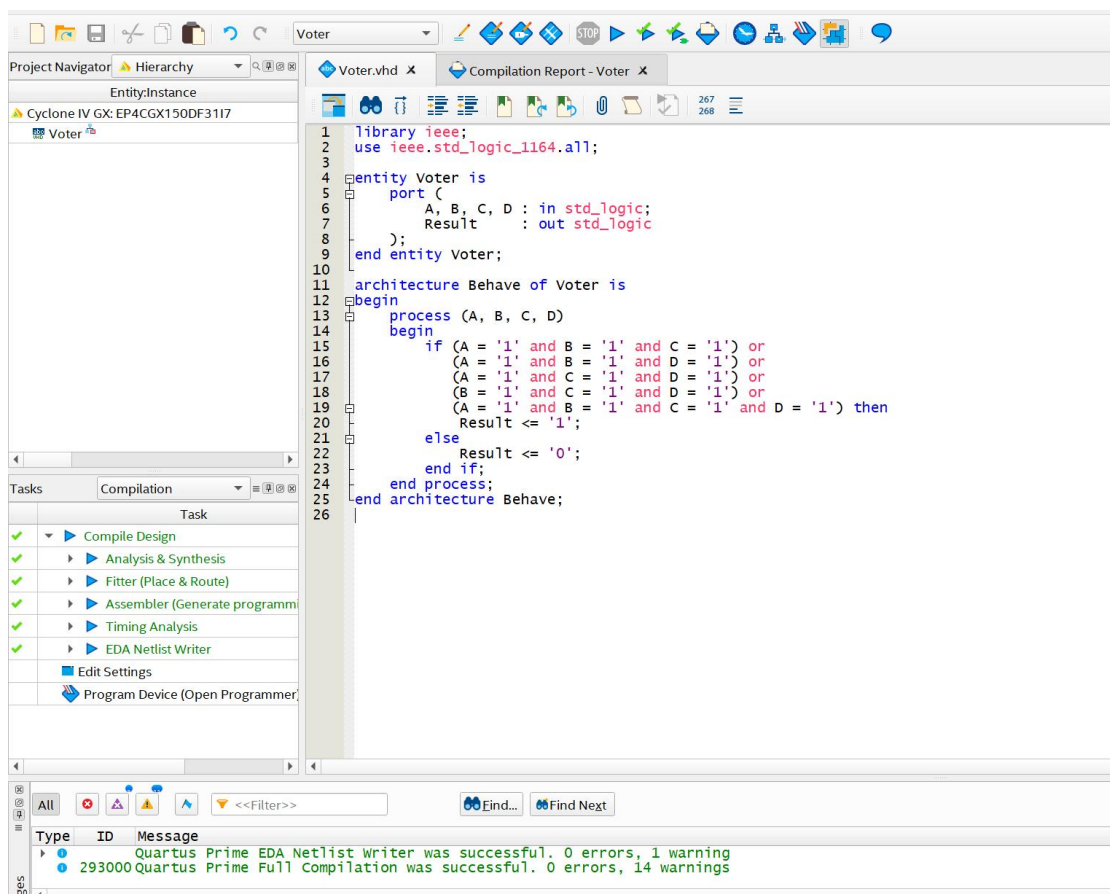 Voter
STOP
Project Navigator Hierarchy
Entity:Instance
Cyclone IV GX: EP4CGX150DF31I7
Voter
abc Voter.vhd
Compilation Report - Voter
267
268
1 library ieee;
2 use ieee.std_logic_1164.all;
3
4 entity Voter is
5 port (
6 A, B, C, D : in std_logic;
7 Result : out std_logic
8 );
9 end entity Voter;
10
11 architecture Behave of Voter is
12 begin
13 process (A, B, C, D)
14 begin
15 if (A = '1' and B = '1' and C = '1') or
16 (A = '1' and B = '1' and D = '1') or
17 (A = '1' and C = '1' and D = '1') or
18 (B = '1' and C = '1' and D = '1') or
19 (A = '1' and B = '1' and C = '1' and D = '1') then
20 Result <= '1';
21 else
22 Result <= '0';
23 end if;
24 end process;
25 end architecture Behave;
26
Tasks Compilation
Task
Compile Design
Analysis & Synthesis
Fitter (Place & Route)
Assembler (Generate programmi
Timing Analysis
EDA Netlist Writer
Edit Settings
Program Device (Open Programmer)
All <<Filter>> Find... Find Next
Type ID Message
Quartus Prime EDA Netlist Writer was successful. 0 errors, 1 warning
293000 Quartus Prime Full Compilation was successful. 0 errors, 14 warnings